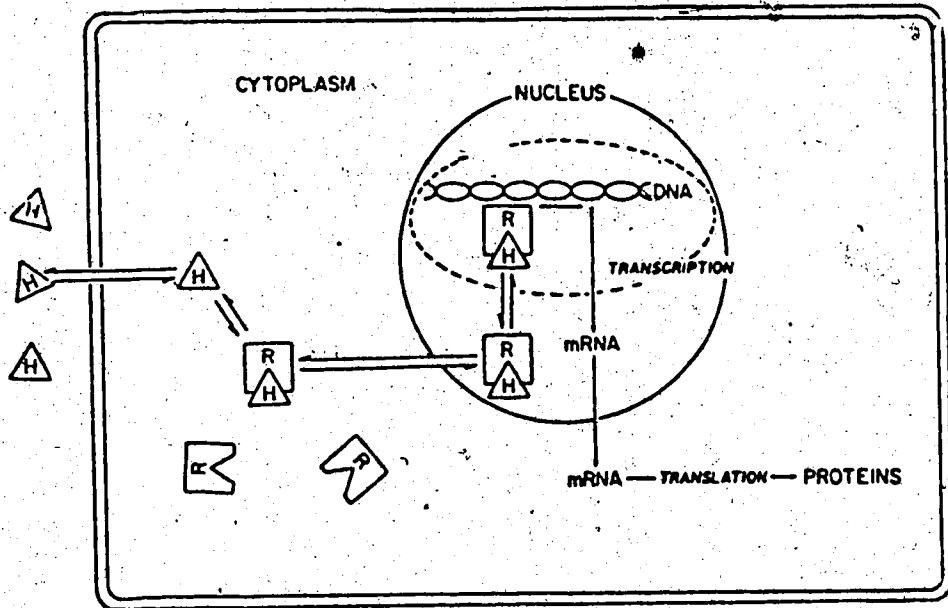 CYTOPLASM
NUCLEUS
DNA
R
H
H
H
H
TRANSCRIPTION
R
H
R
H
mRNA
H
R
R
mRNA — TRANSLATION → PROTEINS